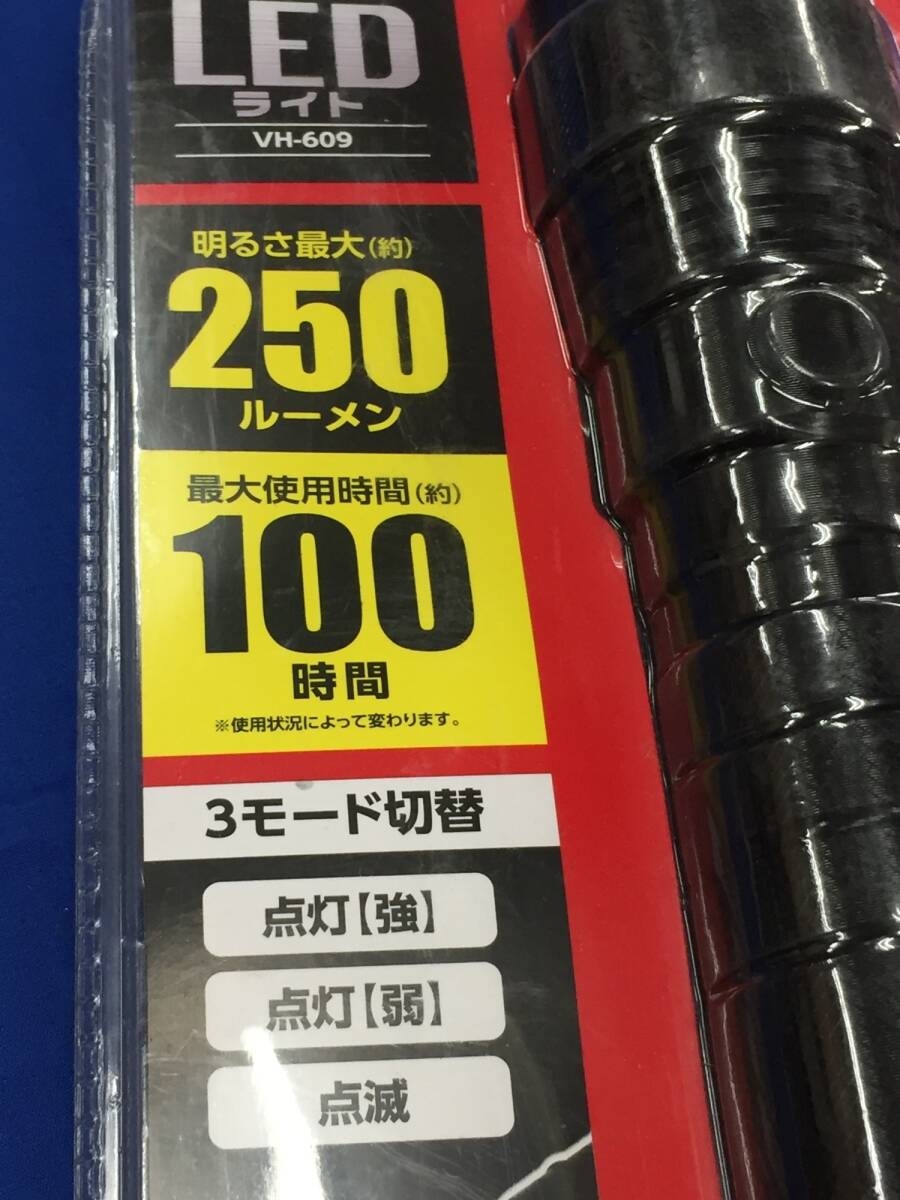 LED
ライト
VH-609
明るさ最大(約)
250
ルーメン
最大使用時間(約)
100
時間
※使用状況によって変わります。
3モード切替
点灯【強】
点灯【弱】
点滅